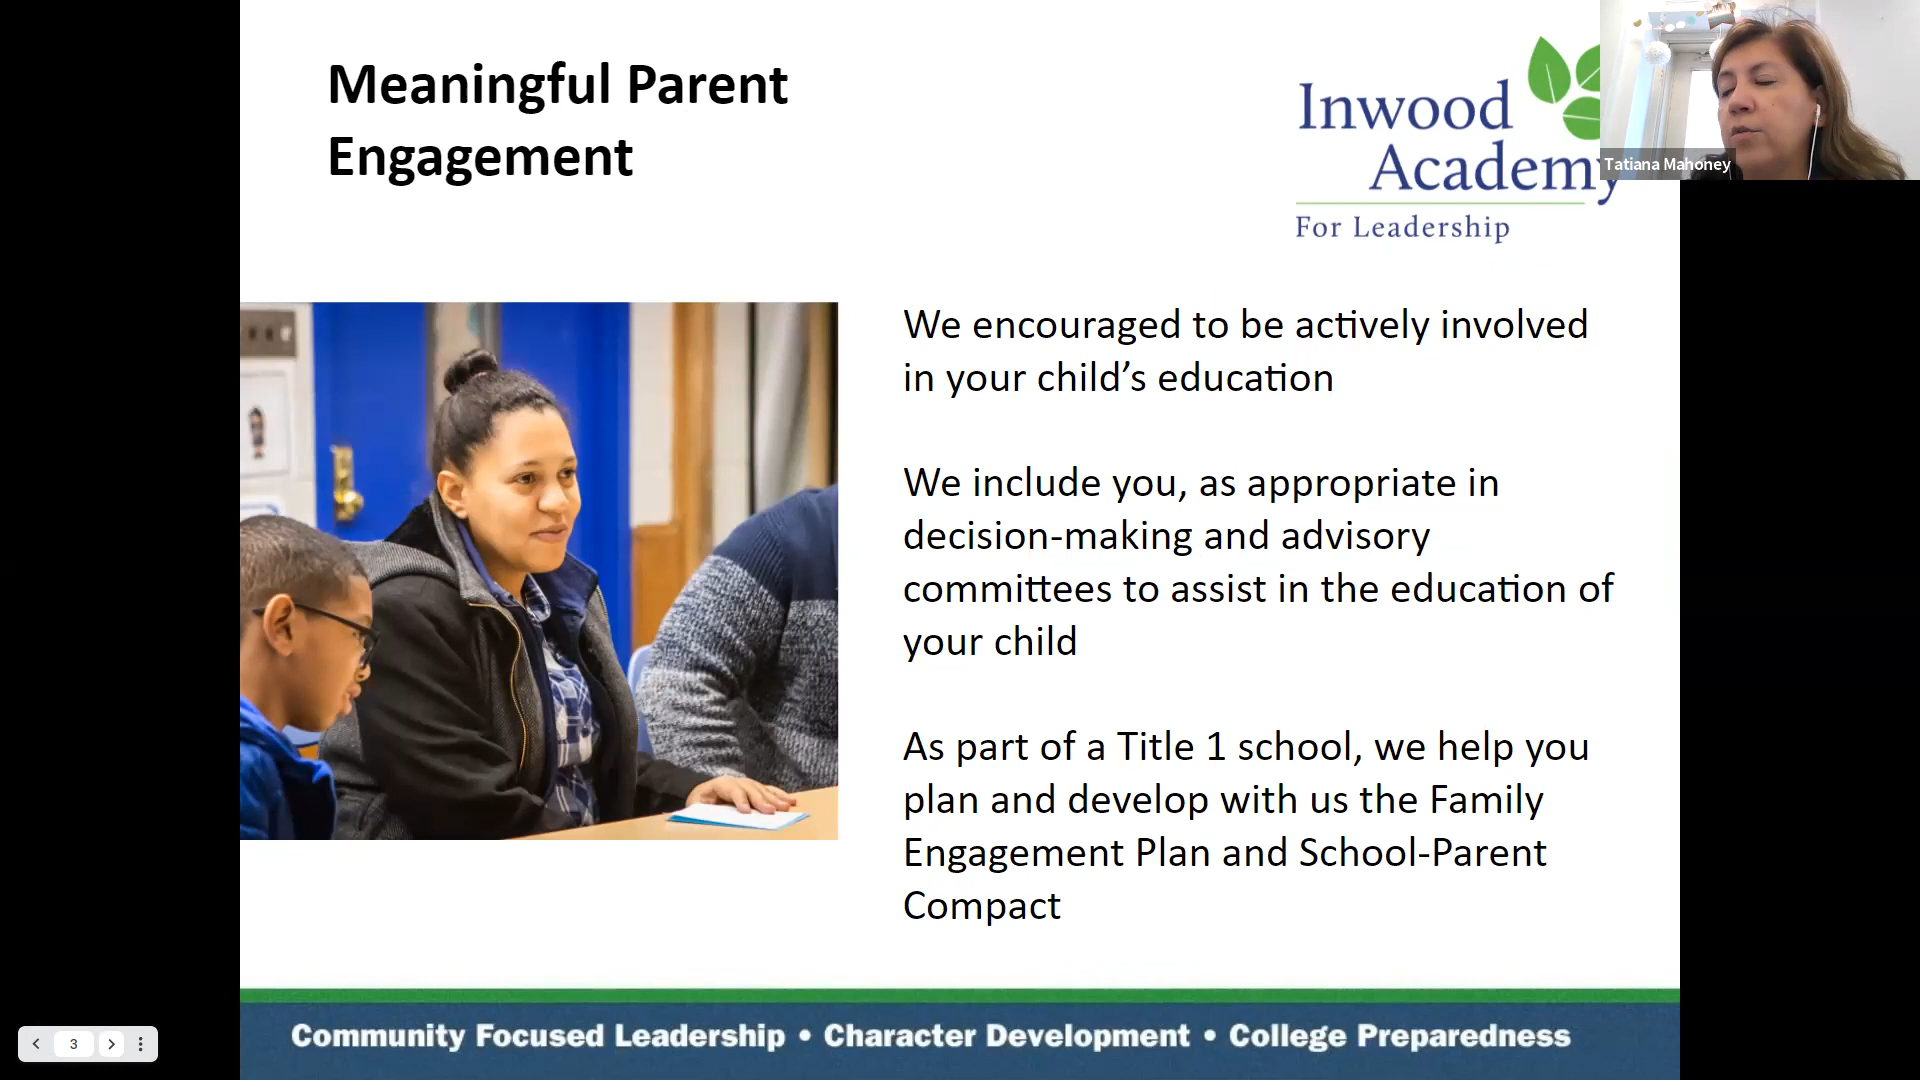 Meaningful Parent
Engagement
Inwood
Academy
For Leadership
Tatiana Mahoney
We encouraged to be actively involved
in your child’s education
We include you, as appropriate in
decision-making and advisory
committees to assist in the education of
your child
As part of a Title 1 school, we help you
plan and develop with us the Family
Engagement Plan and School-Parent
Compact
Community Focused Leadership • Character Development • College Preparedness
3